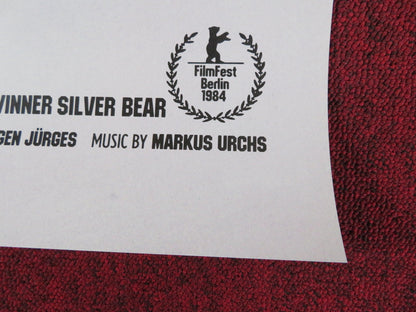 FilmFest
Berlin
1984
WINNER SILVER BEAR
GEN JÜRGES MUSIC BY MARKUS URCHS